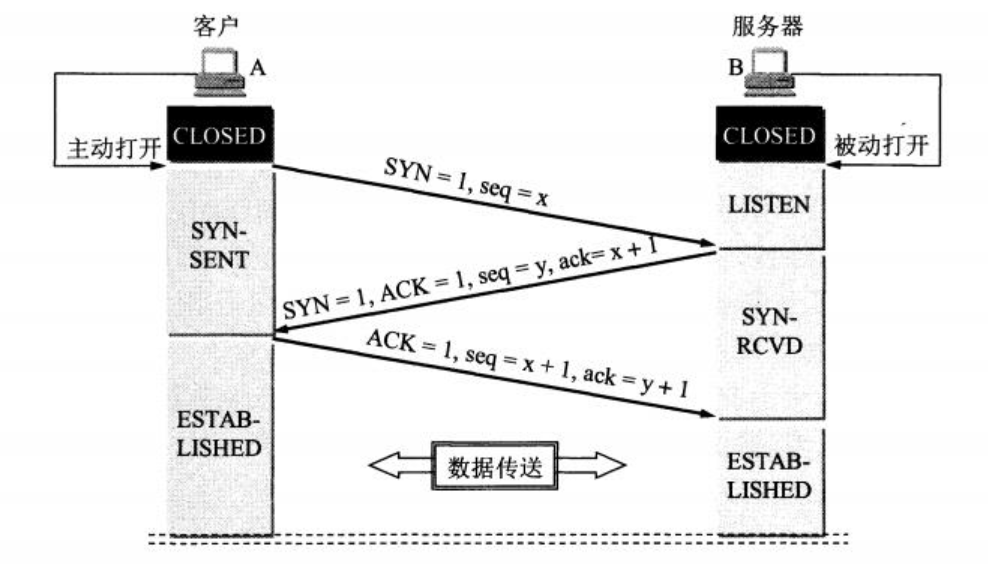 客户
服务器
A
B
CLOSED
CLOSED
主动打开
被动打开
SYN = 1, seq = x
LISTEN
SYN-
SENT
SYN = 1, ACK = 1, seq = y, ack= x + 1
SYN-
RCVD
ACK = 1, seq = x + 1, ack = y + 1
ESTAB-
LISHED
数据传送
ESTAB-
LISHED